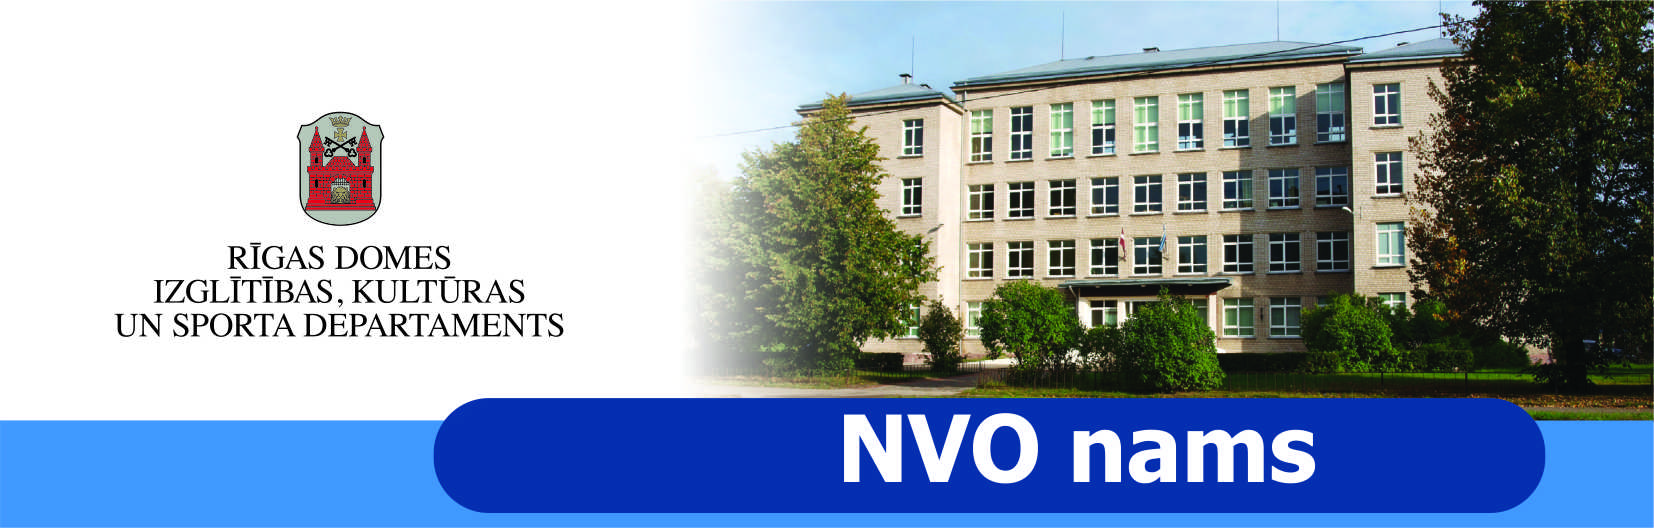 RĪGAS DOMES
IZGLĪTĪBAS, KULTŪRAS
UN SPORTA DEPARTAMENTS
NVO nams